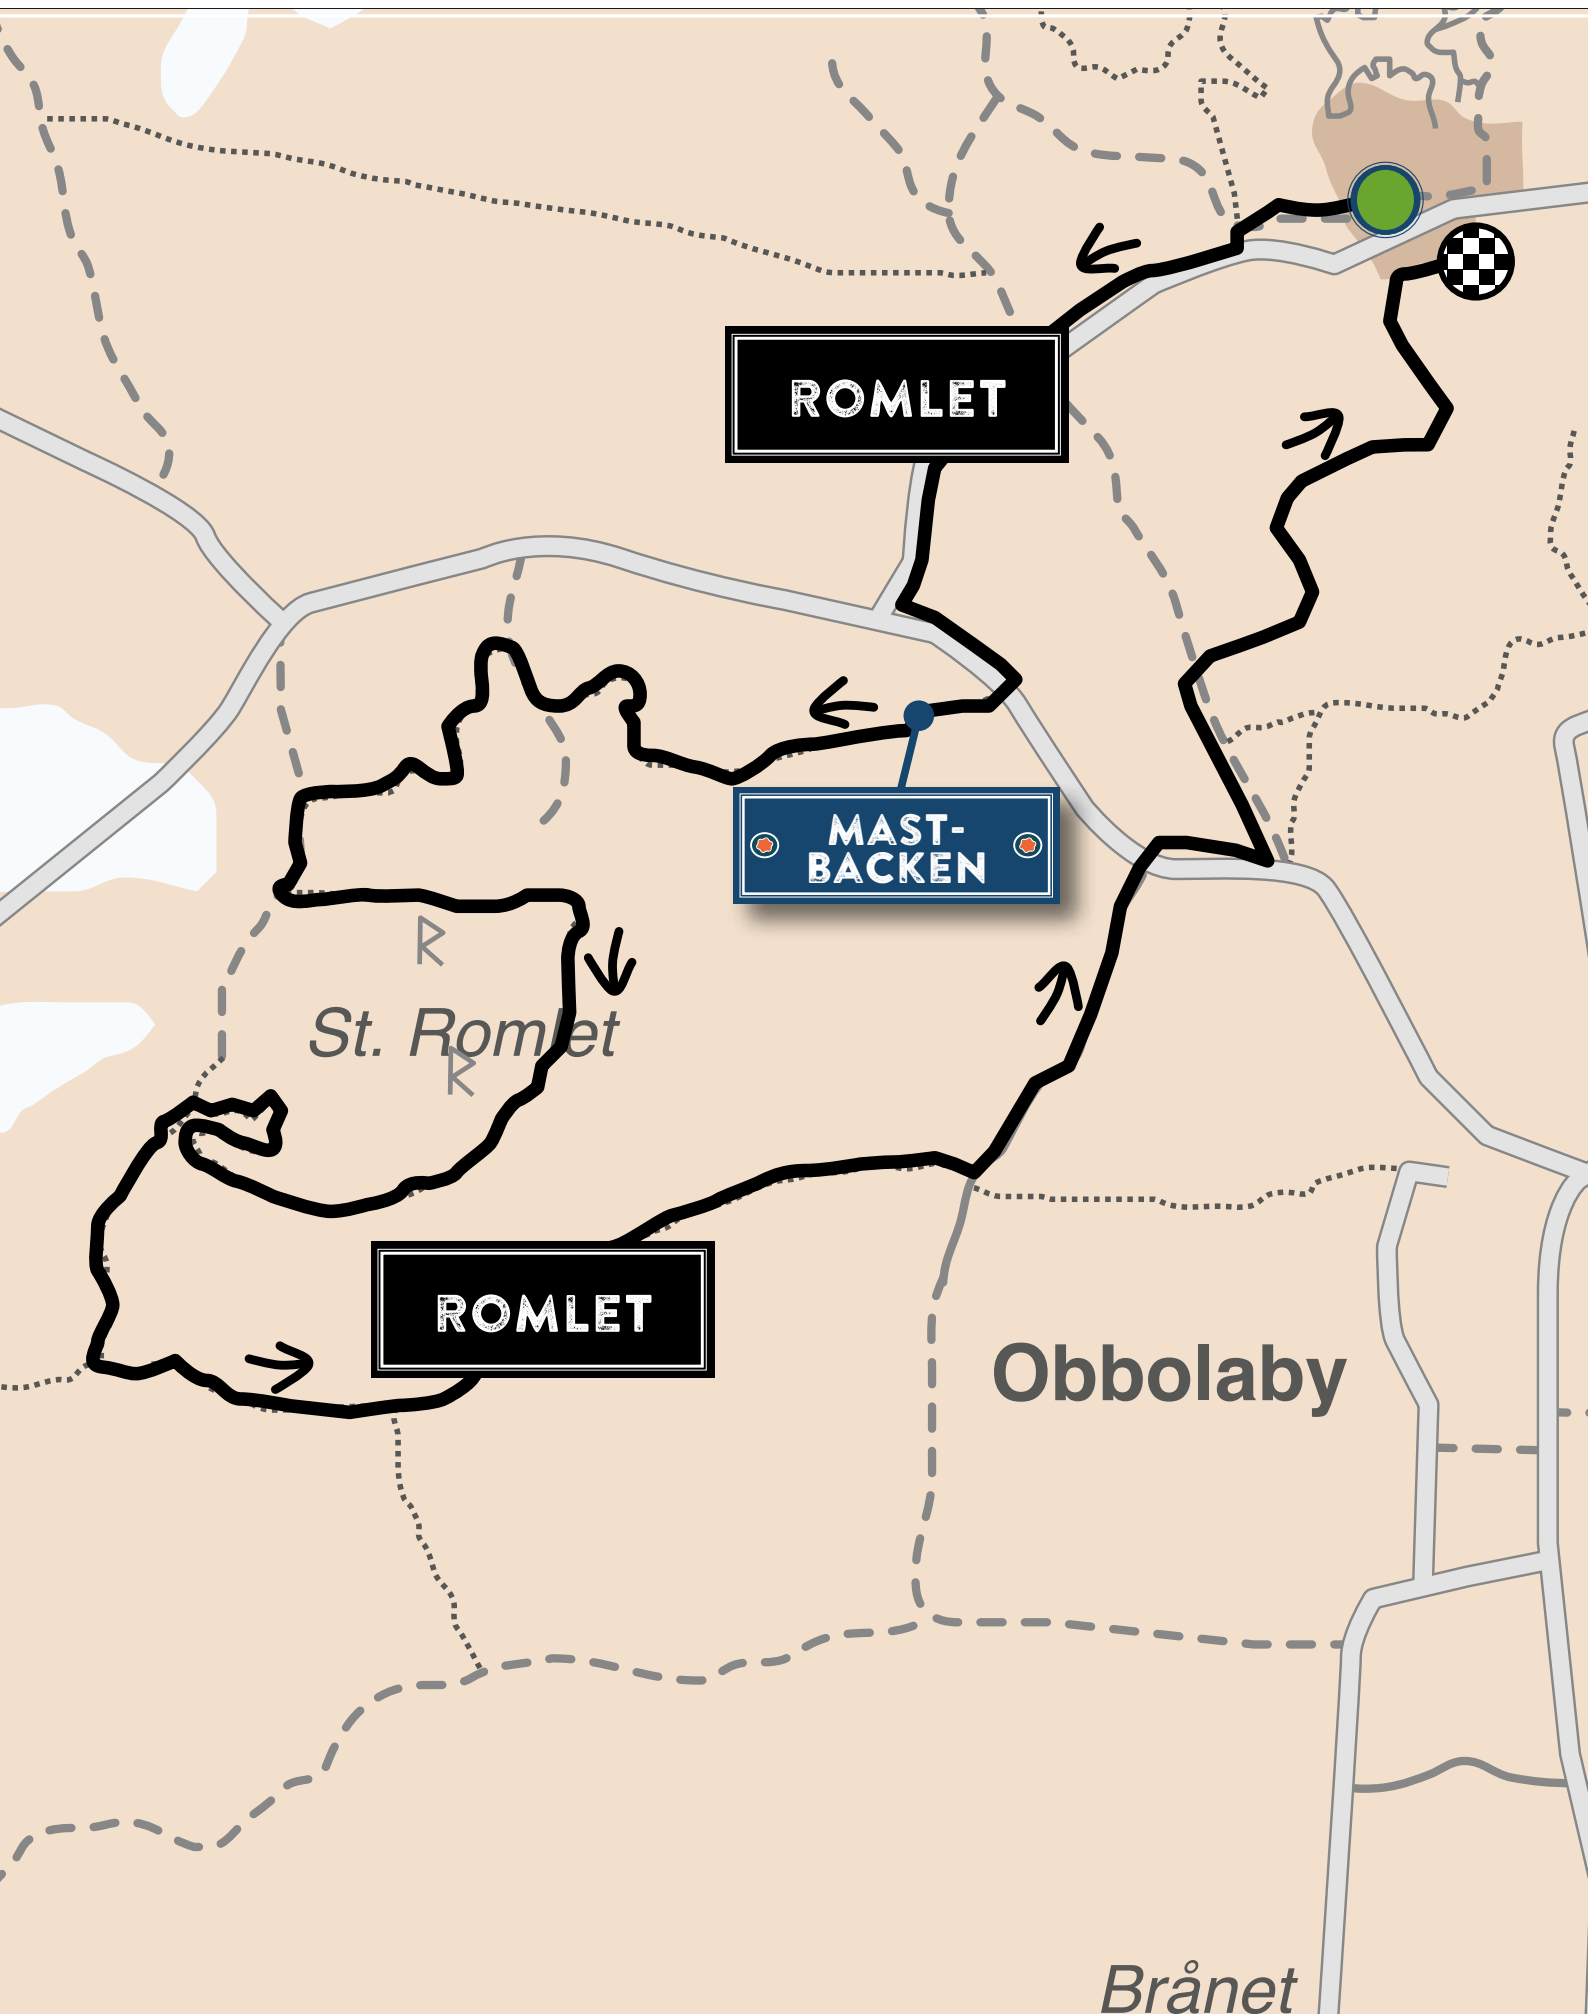 ROMLET
MAST-
BACKEN
St. Romlet
ROMLET
Obbolaby
Brånet